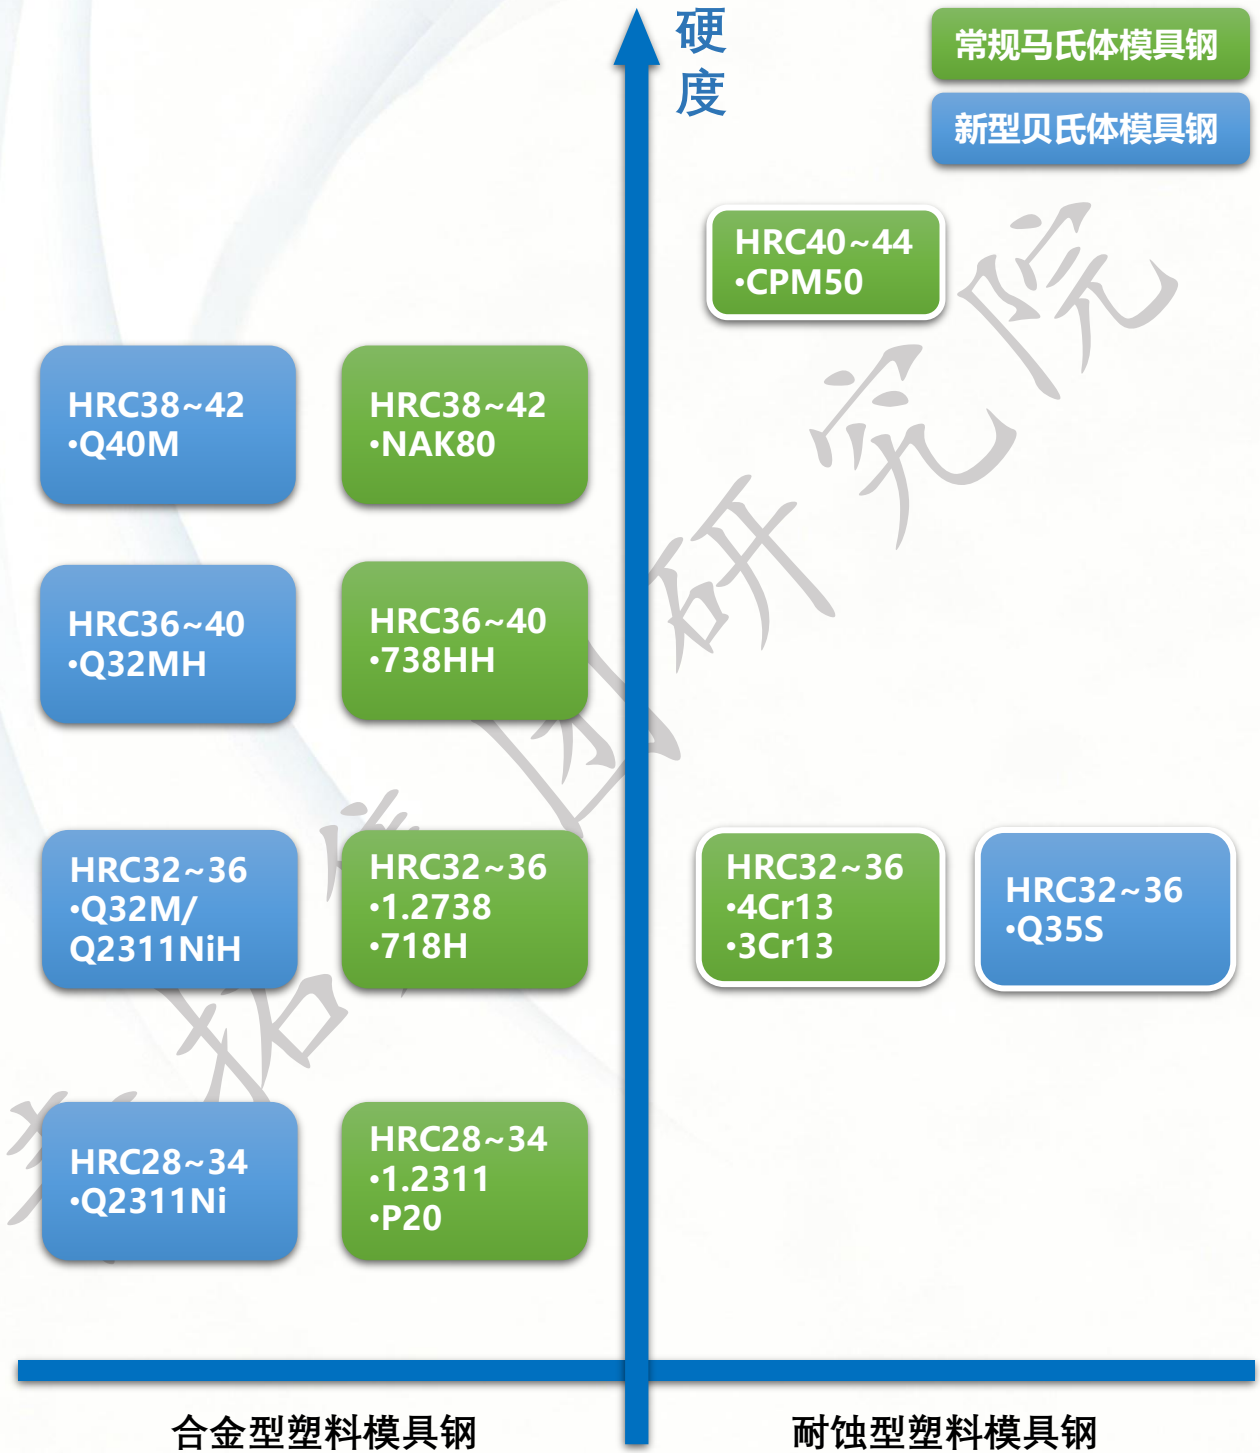 硬
度
常规马氏体模具钢
新型贝氏体模具钢
HRC40~44
•CPM50
HRC38~42
•Q40M
HRC38~42
•NAK80
HRC36~40
•Q32MH
HRC36~40
•738HH
HRC32~36
•Q32M/
Q2311NiH
HRC32~36
•1.2738
•718H
HRC32~36
•4Cr13
•3Cr13
HRC32~36
•Q35S
HRC28~34
•Q2311Ni
HRC28~34
•1.2311
•P20
合金型塑料模具钢
耐蚀型塑料模具钢
研究院